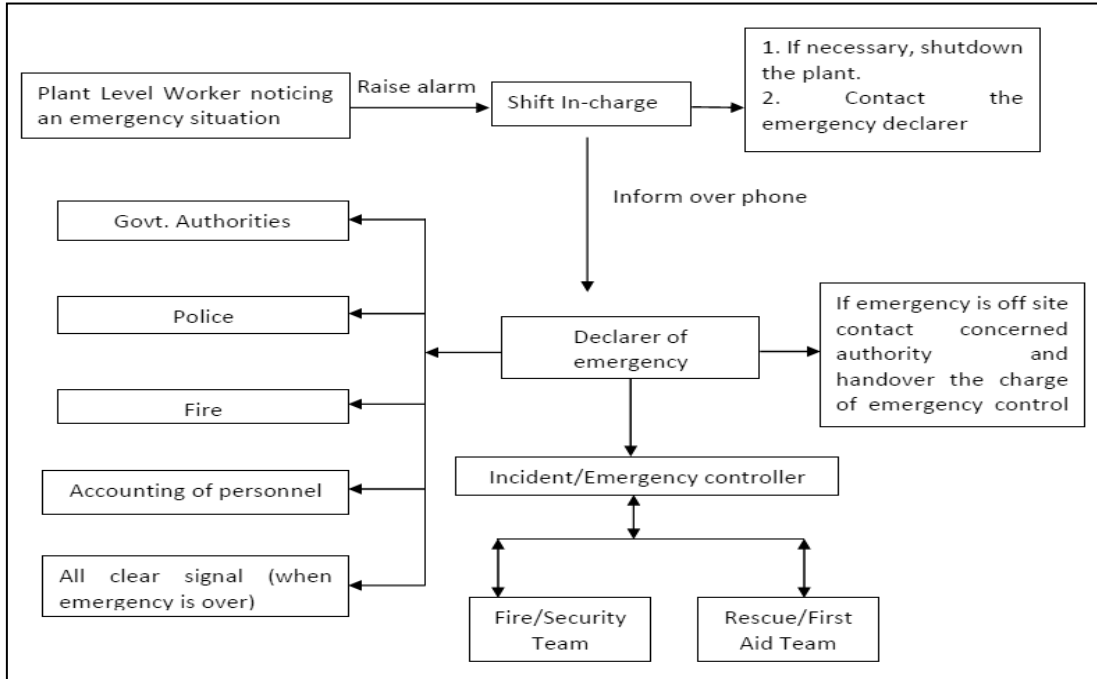 Plant Level Worker noticing
an emergency situation
Raise alarm
Shift In-charge
1. If necessary, shutdown
the plant.
2. Contact the
emergency declarer
Inform over phone
Govt. Authorities
Police
Fire
Accounting of personnel
All clear signal (when
emergency is over)
Declarer of
emergency
If emergency is off site
contact concerned
authority and
handover the charge
of emergency control
Incident/Emergency controller
Fire/Security
Team
Rescue/First
Aid Team